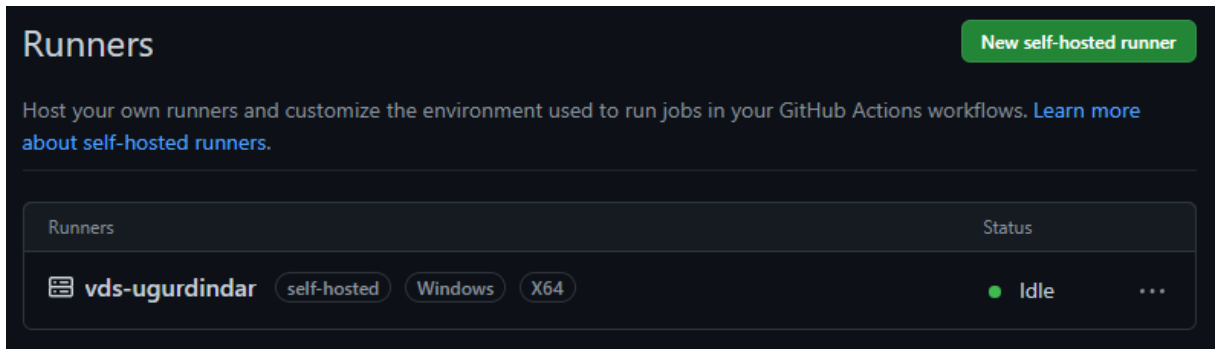 Runners
New self-hosted runner
Host your own runners and customize the environment used to run jobs in your GitHub Actions workflows. Learn more
about self-hosted runners.
Runners Status
vds-ugurdindar self-hosted Windows X64 Idle